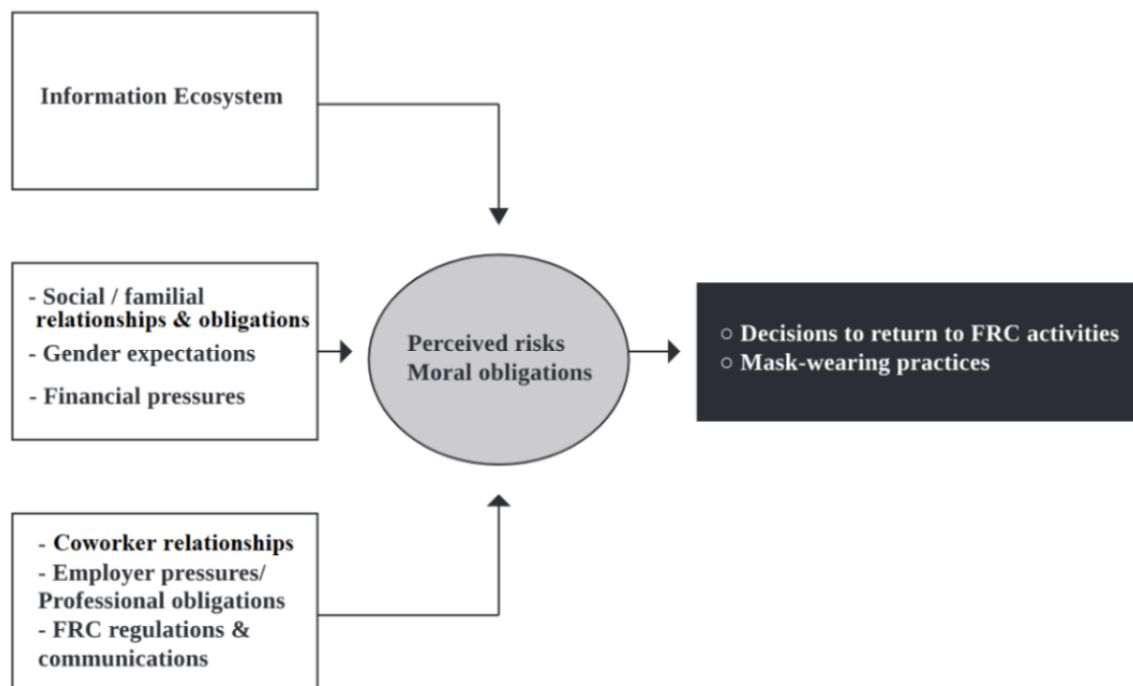 Information Ecosystem
- Social / familial
relationships & obligations
- Gender expectations
- Financial pressures
- Coworker relationships
- Employer pressures/
Professional obligations
- FRC regulations &
communications
Perceived risks
Moral obligations
○ Decisions to return to FRC activities
○ Mask-wearing practices